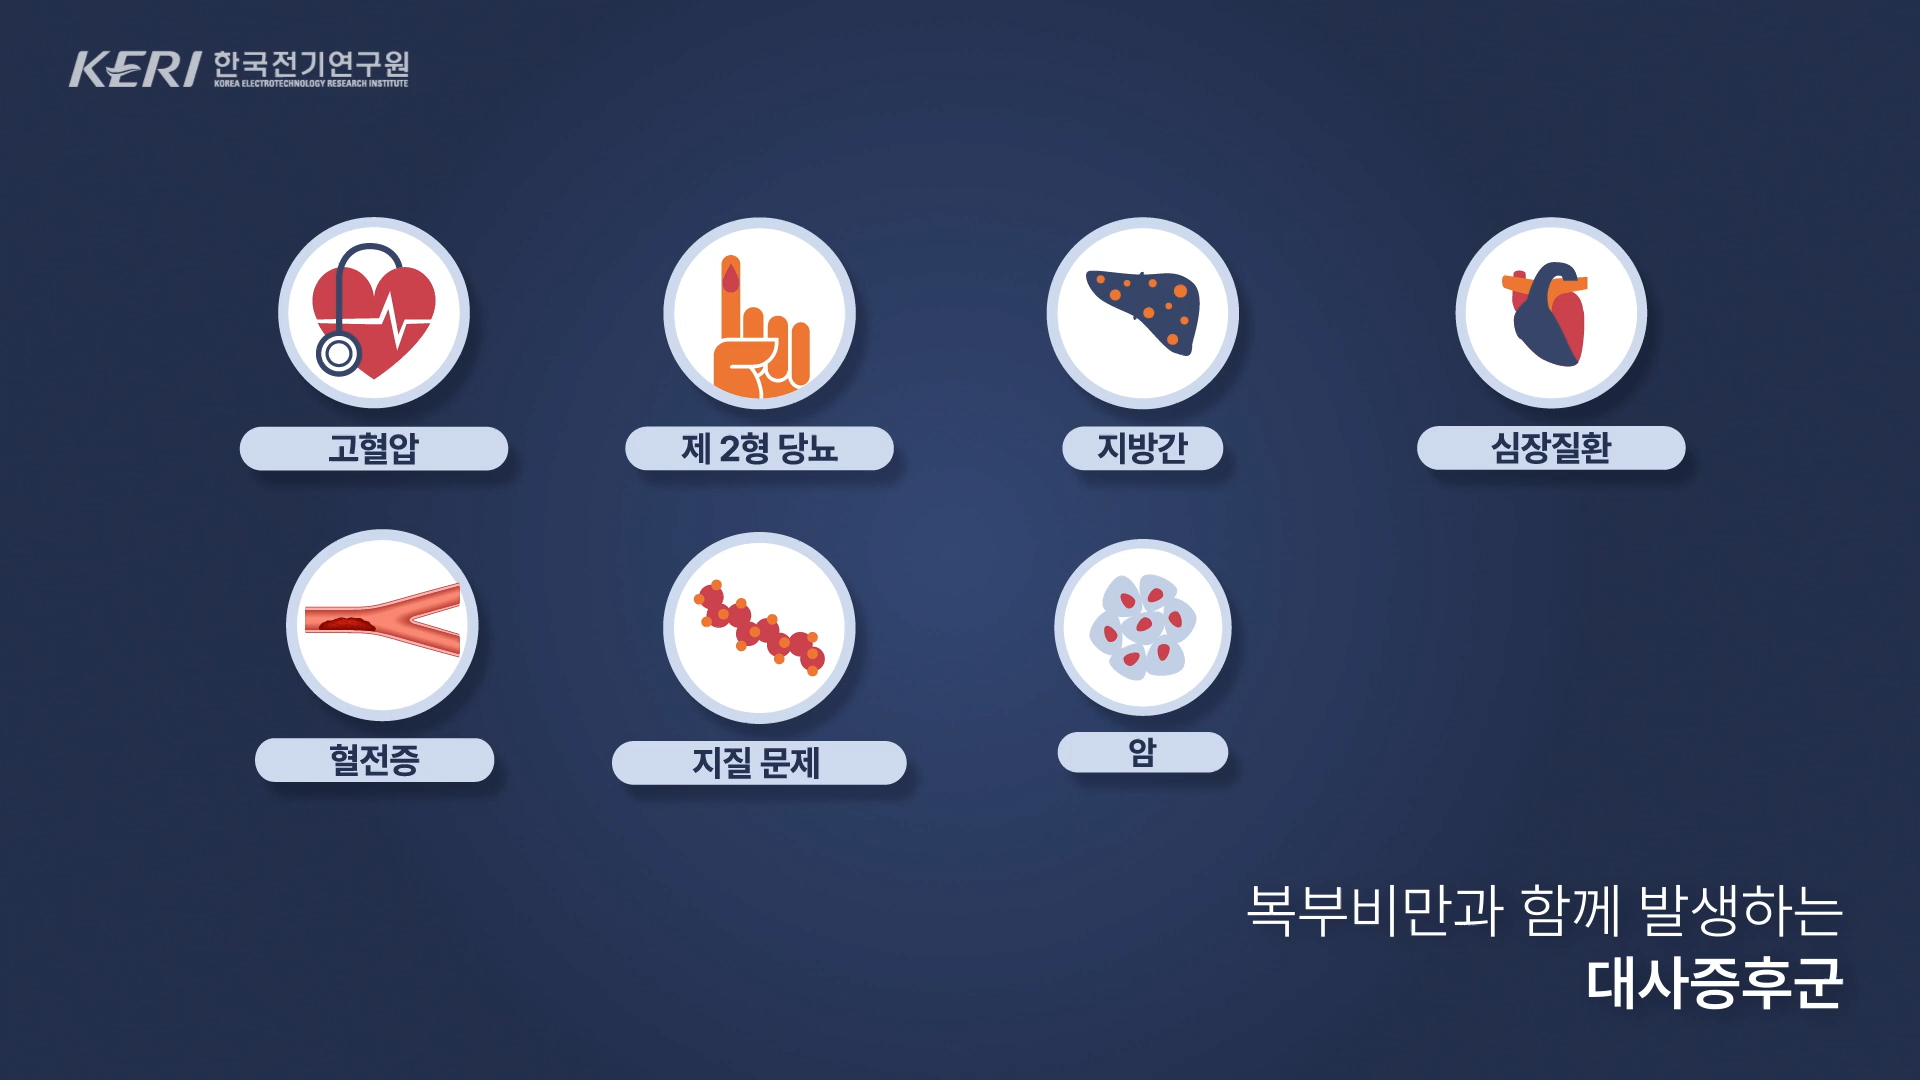 KERI 한국전기연구원
KOREA ELECTROTECHNOLOGY RESEARCH INSTITUTE
고혈압
제 2형 당뇨
지방간
심장질환
혈전증
지질 문제
암
복부비만과 함께 발생하는
대사증후군